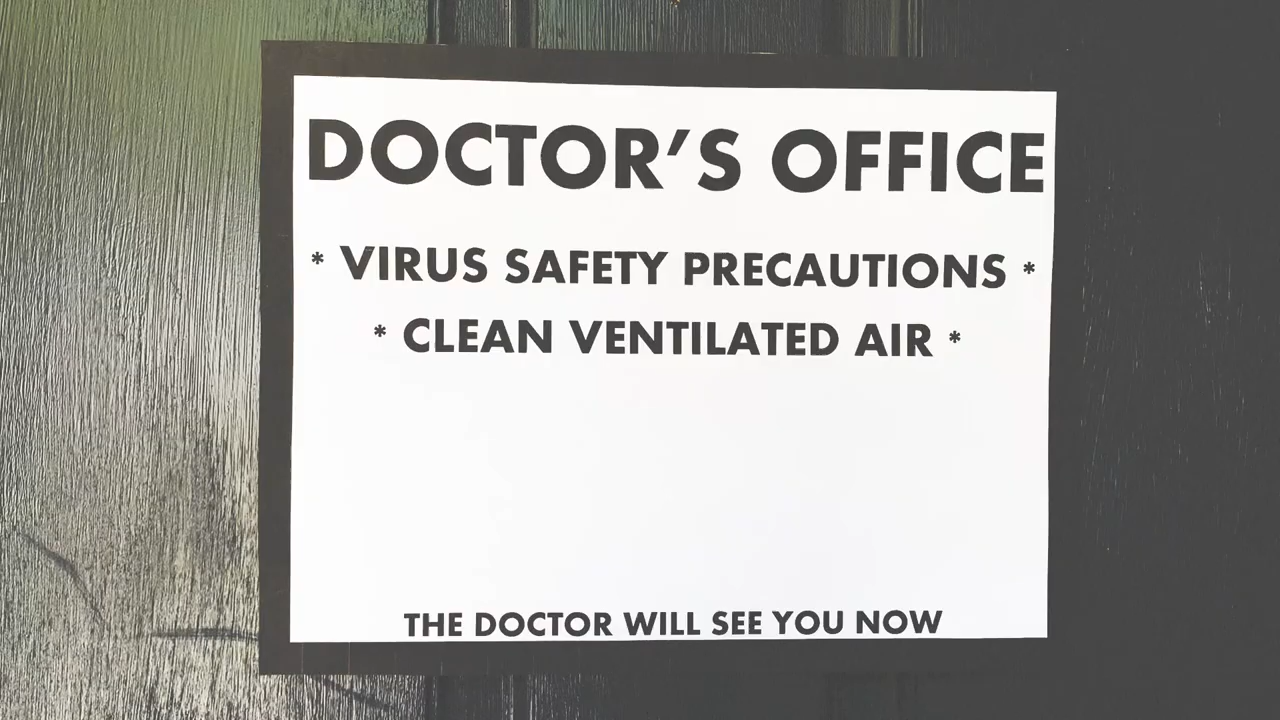 DOCTOR’S OFFICE
* VIRUS SAFETY PRECAUTIONS *
* CLEAN VENTILATED AIR *
THE DOCTOR WILL SEE YOU NOW